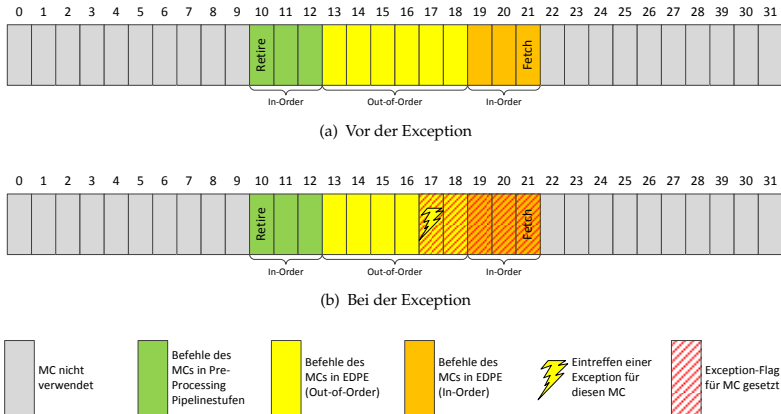 0 1 2 3 4 5 6 7 8 9 10 11 12 13 14 15 16 17 18 19 20 21 22 23 24 25 26 39 27 28 29 30 31
Retire
Fetch
In-Order
Out-of-Order
In-Order
(a) Vor der Exception
0 1 2 3 4 5 6 7 8 9 10 11 12 13 14 15 16 17 18 19 20 21 22 23 24 25 26 39 27 28 29 30 31
Retire
Fetch
In-Order
Out-of-Order
In-Order
(b) Bei der Exception
MC nicht
verwendet
Befehle des
MCs in Pre-
Processing
Pipelinestufen
Befehle des
MCs in EDPE
(Out-of-Order)
Befehle des
MCs in EDPE
(In-Order)
Eintreffen einer
Exception für
diesen MC
Exception-Flag
für MC gesetzt